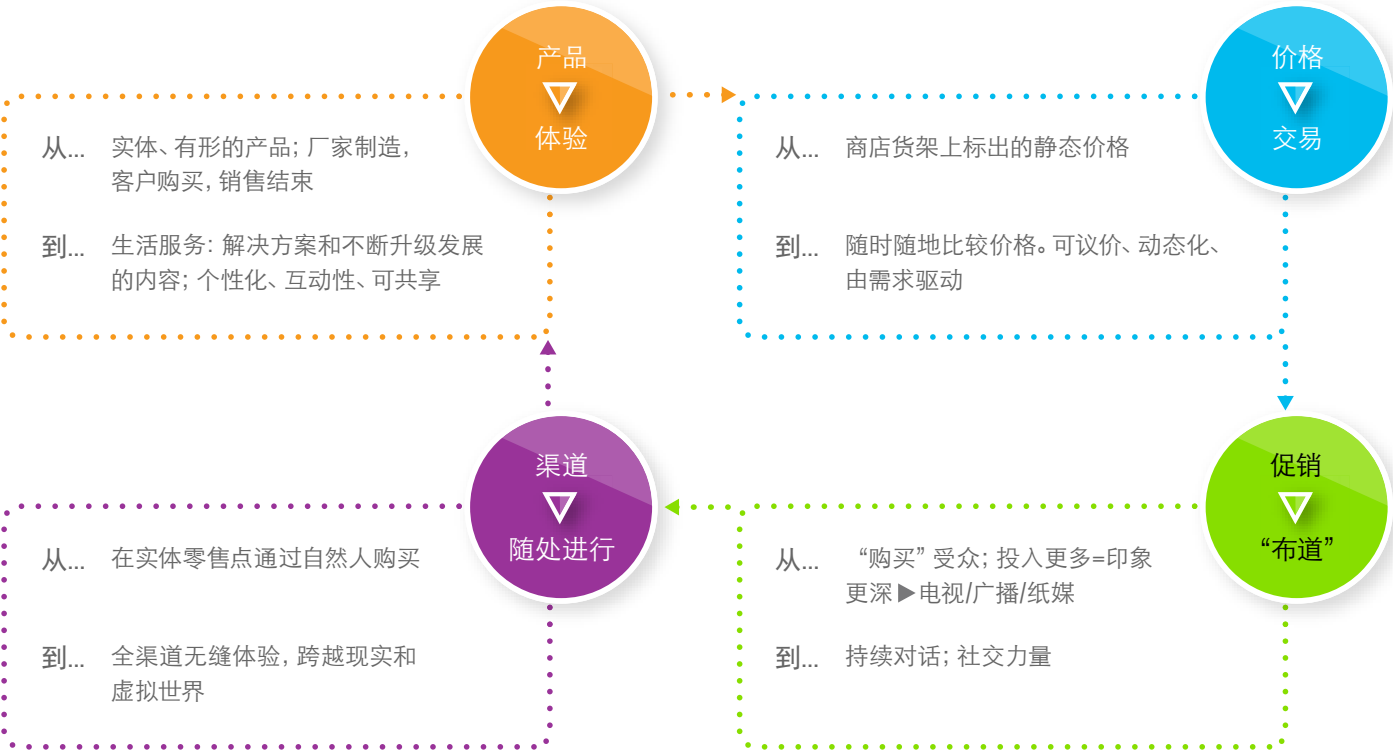 产品
体验
从... 实体、有形的产品; 厂家制造,
客户购买, 销售结束
到... 生活服务: 解决方案和不断升级发展
的内容; 个性化、互动性、可共享
价格
交易
从... 商店货架上标出的静态价格
到... 随时随地比较价格。可议价、动态化、
由需求驱动
渠道
随处进行
从... 在实体零售点通过自然人购买
到... 全渠道无缝体验, 跨越现实和
虚拟世界
促销
“布道”
从... “购买”受众; 投入更多=印象
更深▶电视/广播/纸媒
到... 持续对话; 社交力量